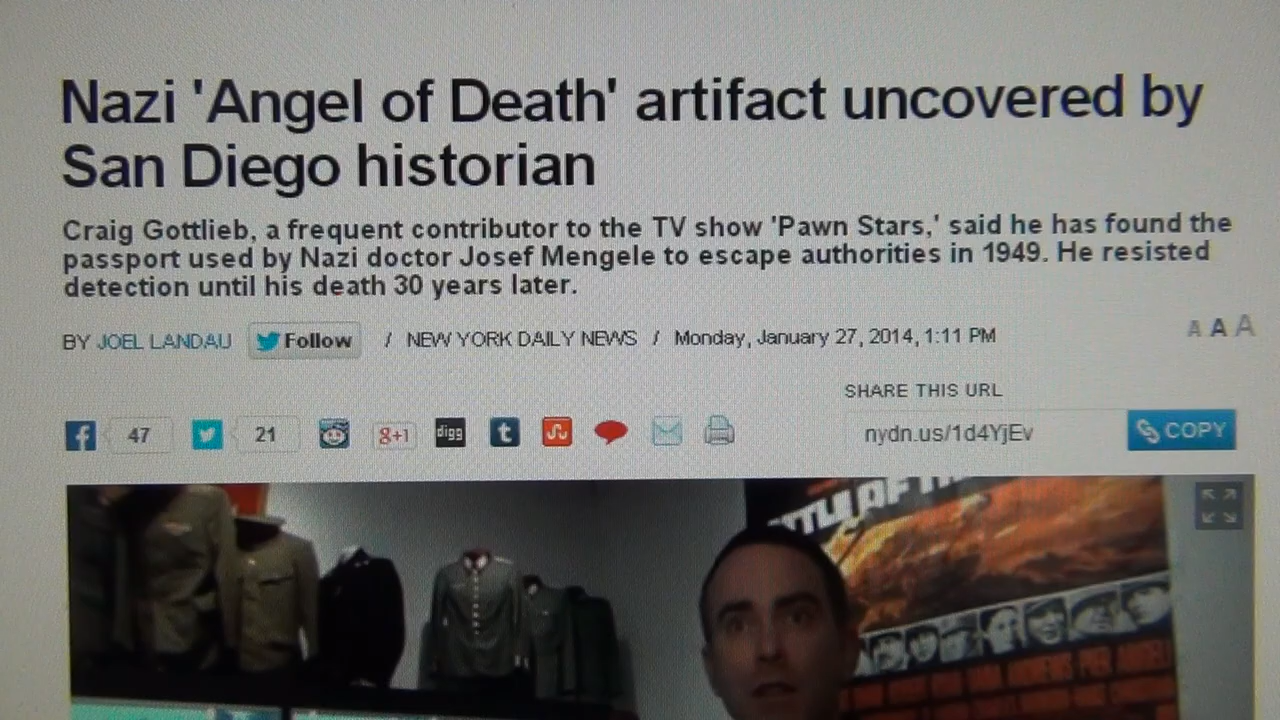 Nazi 'Angel of Death' artifact uncovered by
San Diego historian
Craig Gottlieb, a frequent contributor to the TV show 'Pawn Stars,' said he has found the
passport used by Nazi doctor Josef Mengele to escape authorities in 1949. He resisted
detection until his death 30 years later.
BY JOEL LANDAU Follow / NEW YORK DAILY NEWS / Monday, January 27, 2014, 1:11 PM A A A
SHARE THIS URL
47 21 g+1 digg t nydn.us/1d4YjEv COPY